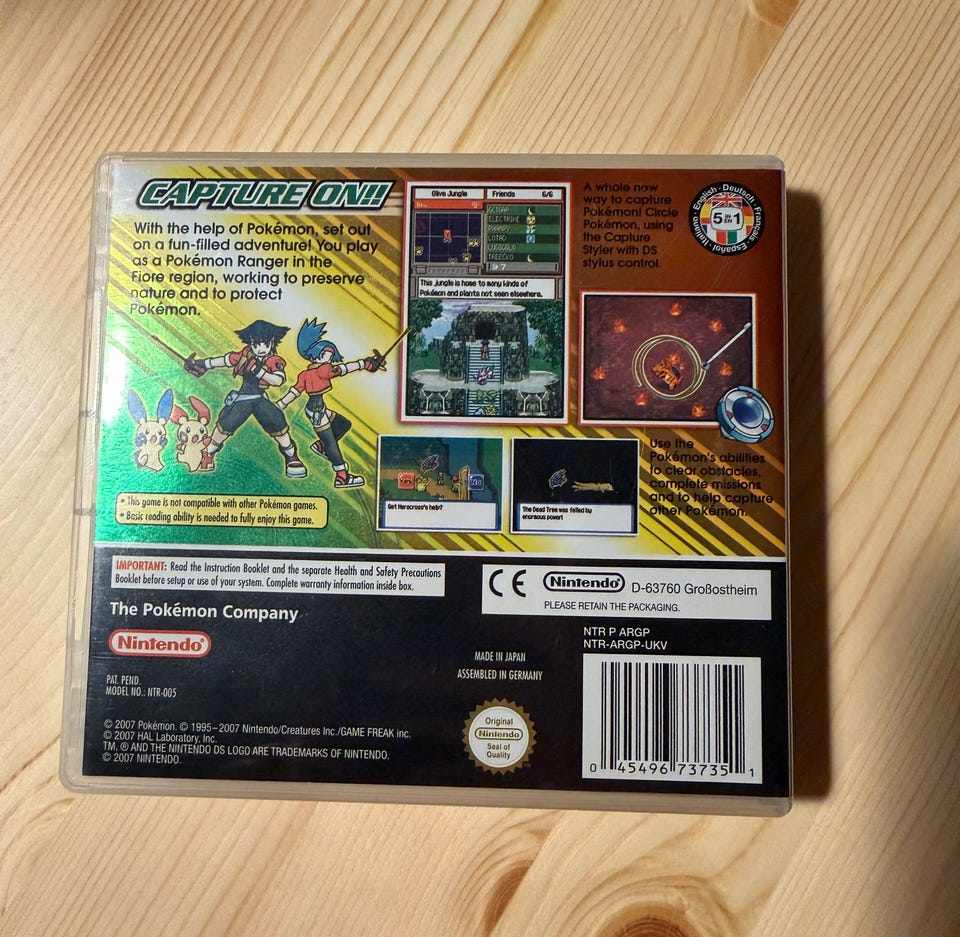 CAPTURE ON!!
With the help of Pokémon, set out
on a fun-filled adventure! You play
as a Pokémon Ranger in the
Fiore region, working to preserve
nature and to protect
Pokémon.
• This game is not compatible with other Pokémon games.
• Basic reading ability is needed to fully enjoy this game.
Olive Jungle Friends 6/6
GLIGAR
ELECTRIKE
PHANPY
LOTAD
LUDICOLO
TREECKO
This jungle is home to many kinds of
Pokémon and plants not seen elsewhere.
A whole new
way to capture
Pokémon! Circle
Pokémon, using
the Capture
Styler with DS
stylus control.
English · Deutsch · Français · Español · Italiano
5 IN 1
Get Heracross's help?
The Dead Tree was felled by
enormous power!
Use the
Pokémon's abilities
to clear obstacles,
complete missions
and to help capture
other Pokémon.
IMPORTANT: Read the Instruction Booklet and the separate Health and Safety Precautions
Booklet before setup or use of your system. Complete warranty information inside box.
The Pokémon Company
Nintendo®
PAT. PEND.
MODEL NO.: NTR-005
© 2007 Pokémon. © 1995–2007 Nintendo/Creatures Inc./GAME FREAK inc.
© 2007 HAL Laboratory, Inc.
TM, ® AND THE NINTENDO DS LOGO ARE TRADEMARKS OF NINTENDO.
© 2007 NINTENDO.
MADE IN JAPAN
ASSEMBLED IN GERMANY
Original
Nintendo
Seal of
Quality
CE Nintendo® D-63760 Großostheim
PLEASE RETAIN THE PACKAGING.
NTR P ARGP
NTR-ARGP-UKV
0 45496 73735 1